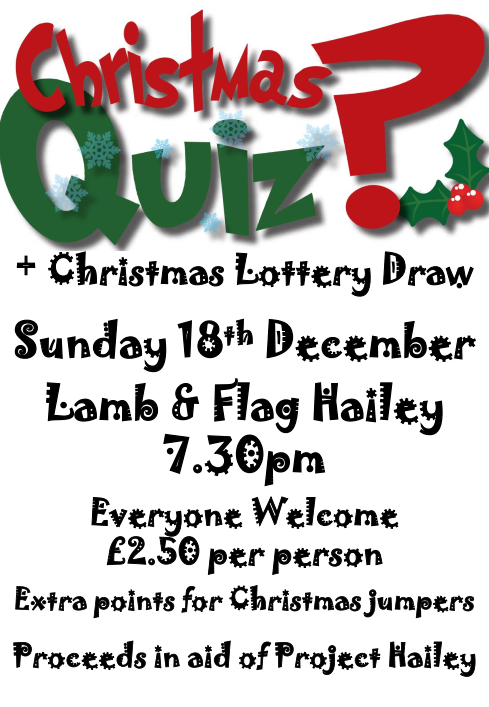 Christmas
Quiz?
+ Christmas Lottery Draw
Sunday 18th December
Lamb & Flag Hailey
7.30pm
Everyone Welcome
£2.50 per person
Extra points for Christmas jumpers
Proceeds in aid of Project Hailey